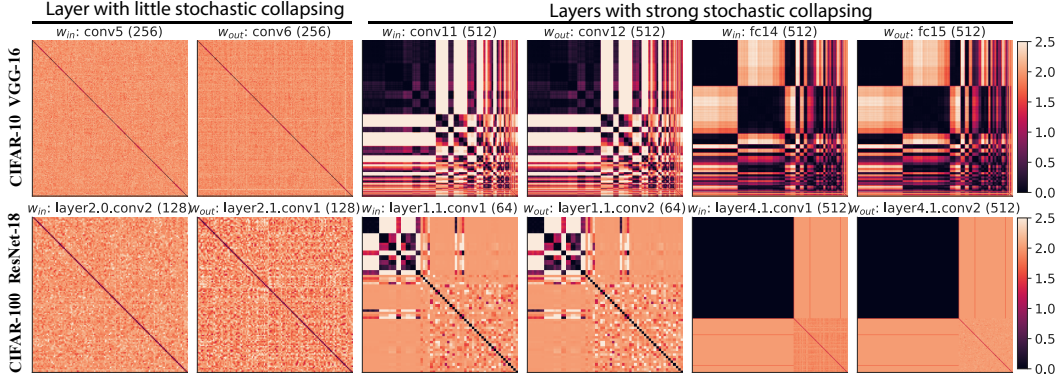 Layer with little stochastic collapsing
Layers with strong stochastic collapsing
w_in: conv5 (256)
w_out: conv6 (256)
w_in: conv11 (512)
w_out: conv12 (512)
w_in: fc14 (512)
w_out: fc15 (512)
CIFAR-10 VGG-16
2.5
2.0
1.5
1.0
0.5
0.0
w_in: layer2.0.conv2 (128)
w_out: layer2.1.conv1 (128)
w_in: layer1.1.conv1 (64)
w_out: layer1.1.conv2 (64)
w_in: layer4.1.conv1 (512)
w_out: layer4.1.conv2 (512)
CIFAR-100 ResNet-18
2.5
2.0
1.5
1.0
0.5
0.0